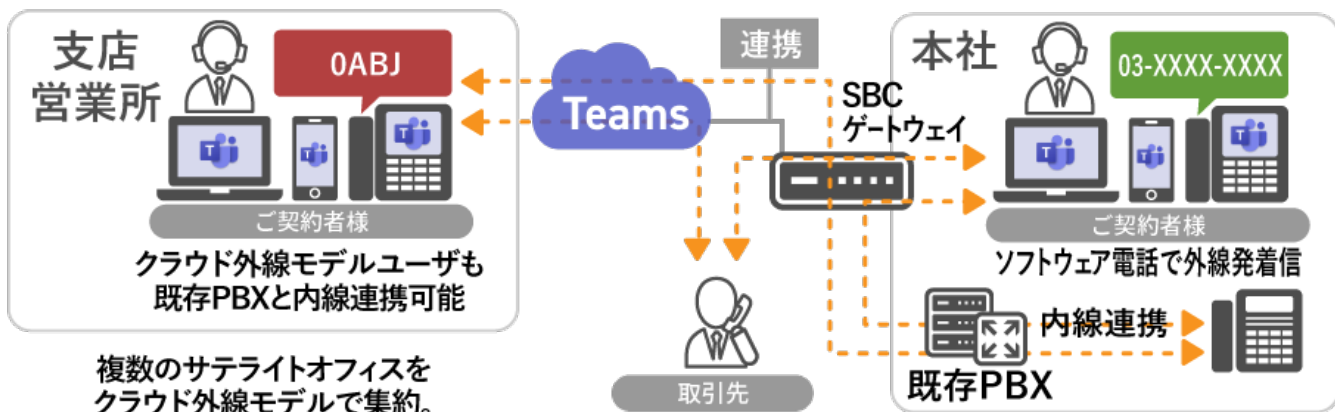 支店
営業所
0ABJ
ご契約者様
クラウド外線モデルユーザも
既存PBXと内線連携可能
複数のサテライトオフィスを
クラウド外線モデルで集約。
Teams
連携
SBC
ゲートウェイ
取引先
本社
03-XXXX-XXXX
ご契約者様
ソフトウェア電話で外線発着信
内線連携
既存PBX